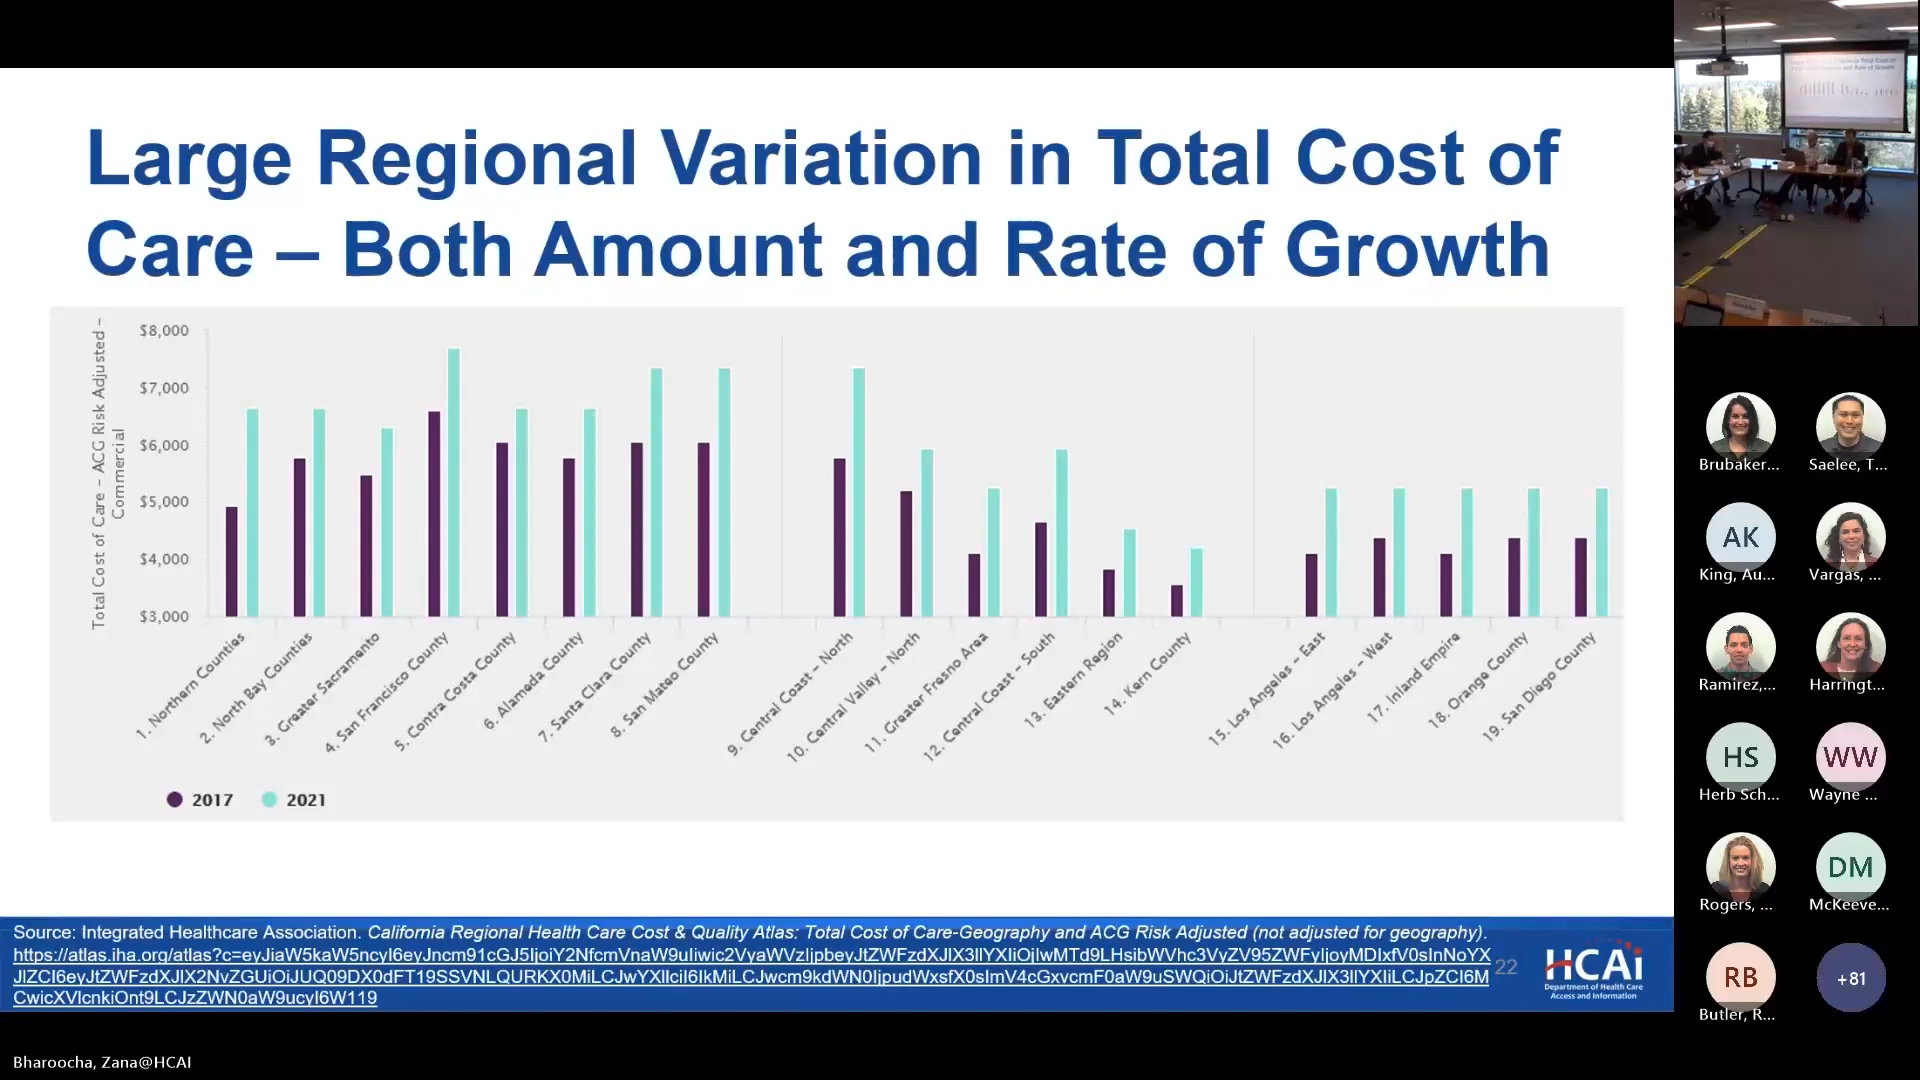 Large Regional Variation in Total Cost of
Care – Both Amount and Rate of Growth
Total Cost of Care – ACG Risk Adjusted –
Commercial
$8,000
$7,000
$6,000
$5,000
$4,000
$3,000
1. Northern Counties
2. North Bay Counties
3. Greater Sacramento
4. San Francisco County
5. Contra Costa County
6. Alameda County
7. Santa Clara County
8. San Mateo County
9. Central Coast – North
10. Central Valley – North
11. Greater Fresno Area
12. Central Coast – South
13. Eastern Region
14. Kern County
15. Los Angeles – East
16. Los Angeles – West
17. Inland Empire
18. Orange County
19. San Diego County
2017
2021
Source: Integrated Healthcare Association. California Regional Health Care Cost & Quality Atlas: Total Cost of Care-Geography and ACG Risk Adjusted (not adjusted for geography).
22
HCAi
Department of Health Care
Access and Information
Brubaker...
Saelee, T...
AK
King, Au...
Vargas, ...
Ramirez,...
Harringt...
HS
Herb Sch...
WW
Wayne ...
Rogers, ...
DM
McKeeve...
RB
Butler, R...
+81
Bharoocha, Zana@HCAI